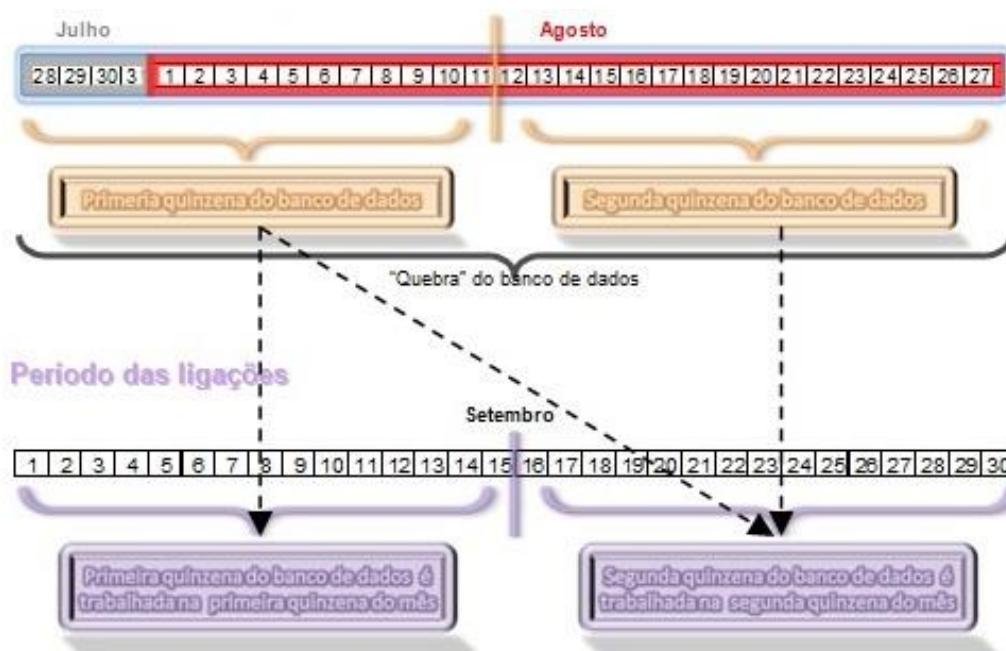 Julho Agosto
28 29 30 3 1 2 3 4 5 6 7 8 9 10 11 12 13 14 15 16 17 18 19 20 21 22 23 24 25 26 27
Primeria quinzena do banco de dados Segunda quinzena do banco de dados
"Quebra" do banco de dados
Periodo das ligações
Setembro
1 2 3 4 5 6 7 8 9 10 11 12 13 14 15 16 17 18 19 20 21 22 23 24 25 26 27 28 29 30
Primeira quinzena do banco de dados é
trabalhada na primeira quinzena do mês
Segunda quinzena do banco de dados é
trabalhada na segunda quinzena do mês